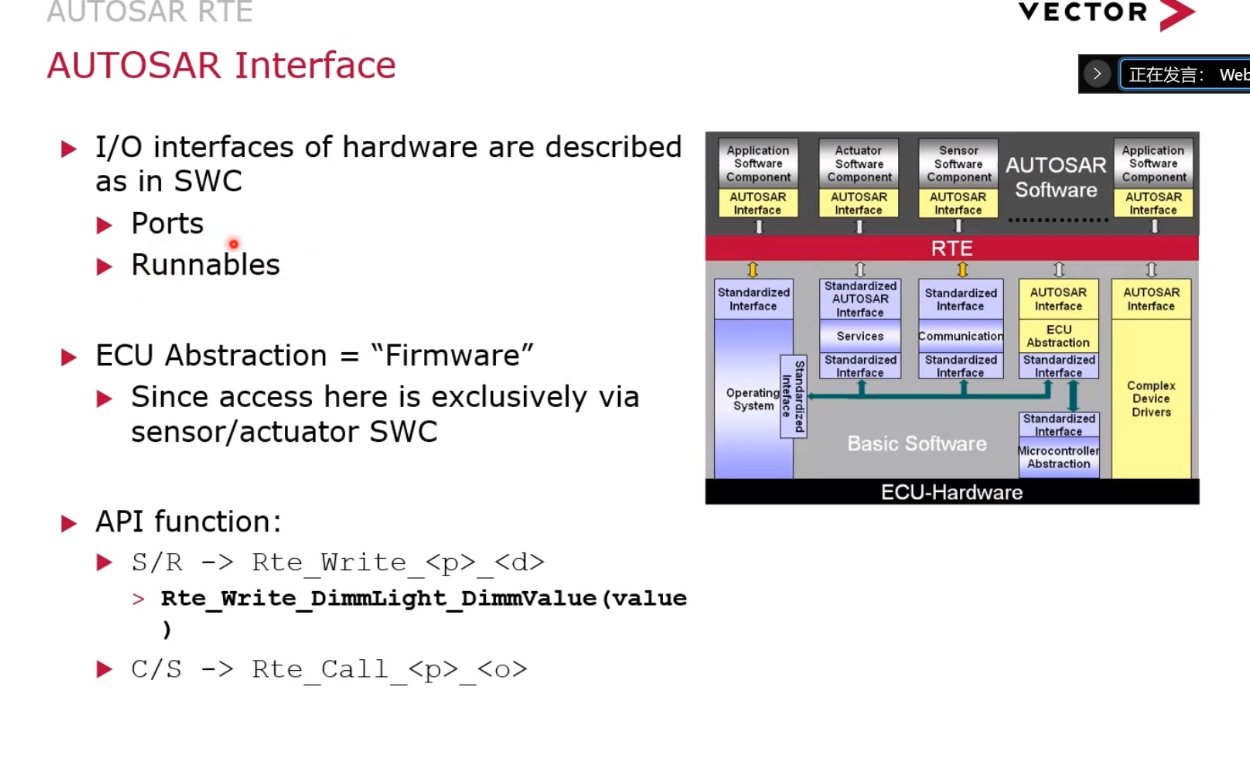 AUTOSAR RTE
VECTOR
AUTOSAR Interface
正在发言： Web
I/O interfaces of hardware are described
as in SWC
Ports
Runnables
ECU Abstraction = “Firmware”
Since access here is exclusively via
sensor/actuator SWC
API function:
S/R -> Rte_Write_<p>_<d>
> Rte_Write_DimmLight_DimmValue(value
)
C/S -> Rte_Call_<p>_<o>
Application
Software
Component
AUTOSAR
Interface
Actuator
Software
Component
AUTOSAR
Interface
Sensor
Software
Component
AUTOSAR
Interface
AUTOSAR
Software
Application
Software
Component
AUTOSAR
Interface
RTE
Standardized
Interface
Operating
System
Standardized
Interface
Standardized
AUTOSAR
Interface
Services
Standardized
Interface
Standardized
Interface
Communication
Standardized
Interface
AUTOSAR
Interface
ECU
Abstraction
Standardized
Interface
Standardized
Interface
Microcontroller
Abstraction
AUTOSAR
Interface
Complex
Device
Drivers
Basic Software
ECU-Hardware